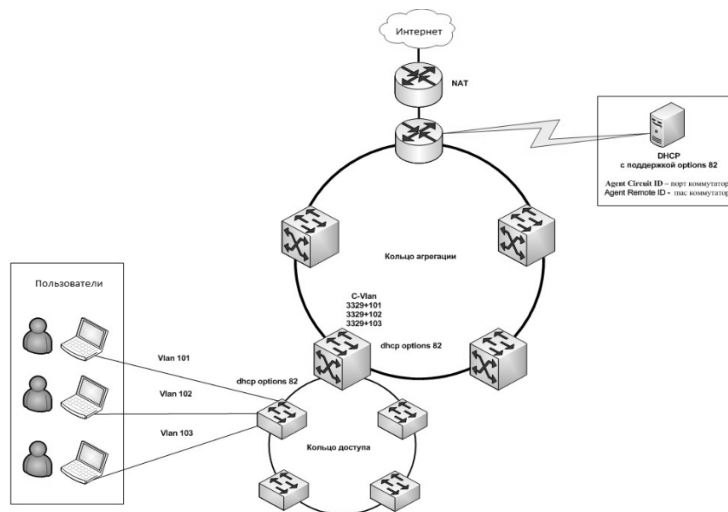 Интернет
NAT
DHCP
с поддержкой options 82
Agent Circuit ID – порт коммутатор
Agent Remote ID - mac коммутатор
Кольцо агрегации
Пользователи
C-Vlan
3329+101
3329+102
3329+103
dhcp options 82
Vlan 101
dhcp options 82
Vlan 102
Vlan 103
Кольцо доступа